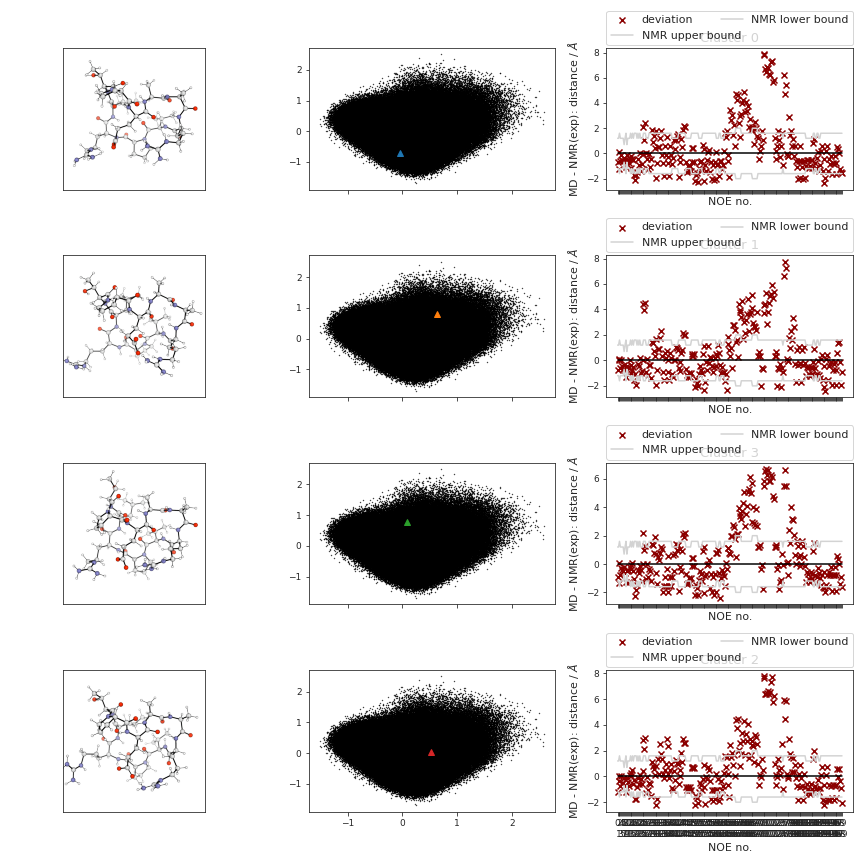 deviation
NMR lower bound
NMR upper bound
Cluster 0
2
1
0
−1
8
6
4
2
0
−2
MD - NMR(exp): distance / Å
NOE no.
deviation
NMR lower bound
NMR upper bound
Cluster 1
2
1
0
−1
8
6
4
2
0
−2
MD - NMR(exp): distance / Å
NOE no.
deviation
NMR lower bound
NMR upper bound
Cluster 3
2
1
0
−1
6
4
2
0
−2
MD - NMR(exp): distance / Å
NOE no.
deviation
NMR lower bound
NMR upper bound
Cluster 2
2
1
0
−1
8
6
4
2
0
−2
MD - NMR(exp): distance / Å
−1 0 1 2
NOE no.